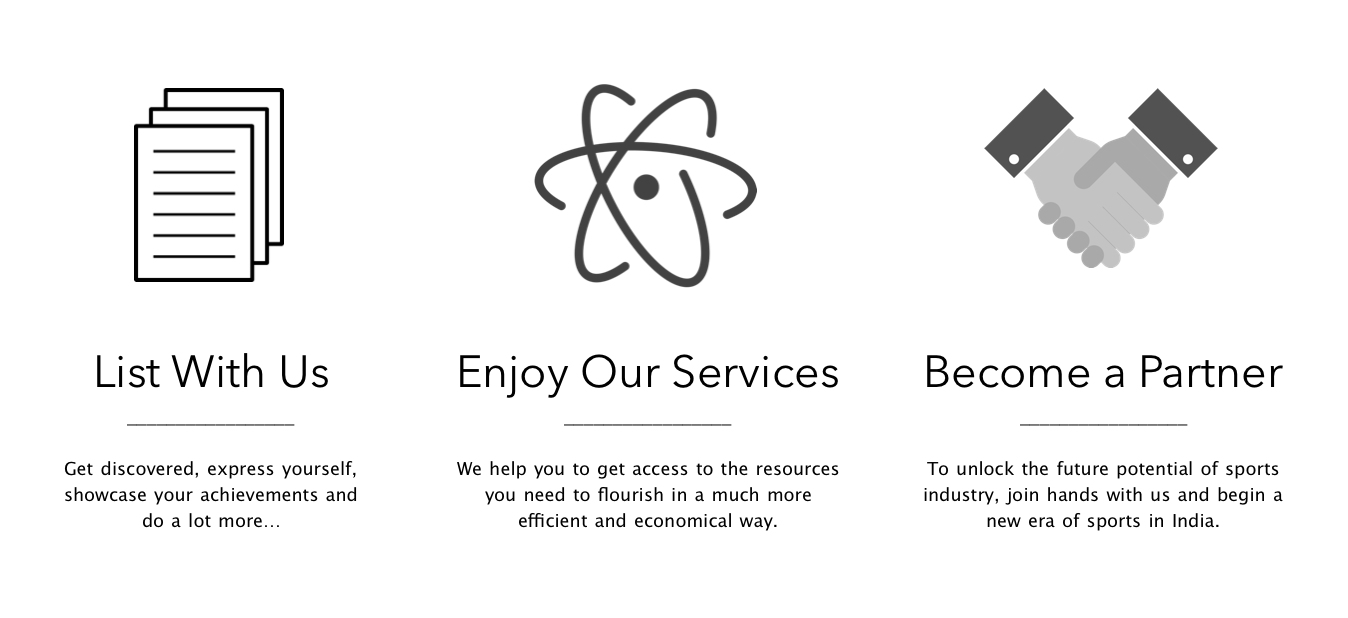 List With Us
Get discovered, express yourself,
showcase your achievements and
do a lot more...
Enjoy Our Services
We help you to get access to the resources
you need to flourish in a much more
efficient and economical way.
Become a Partner
To unlock the future potential of sports
industry, join hands with us and begin a
new era of sports in India.